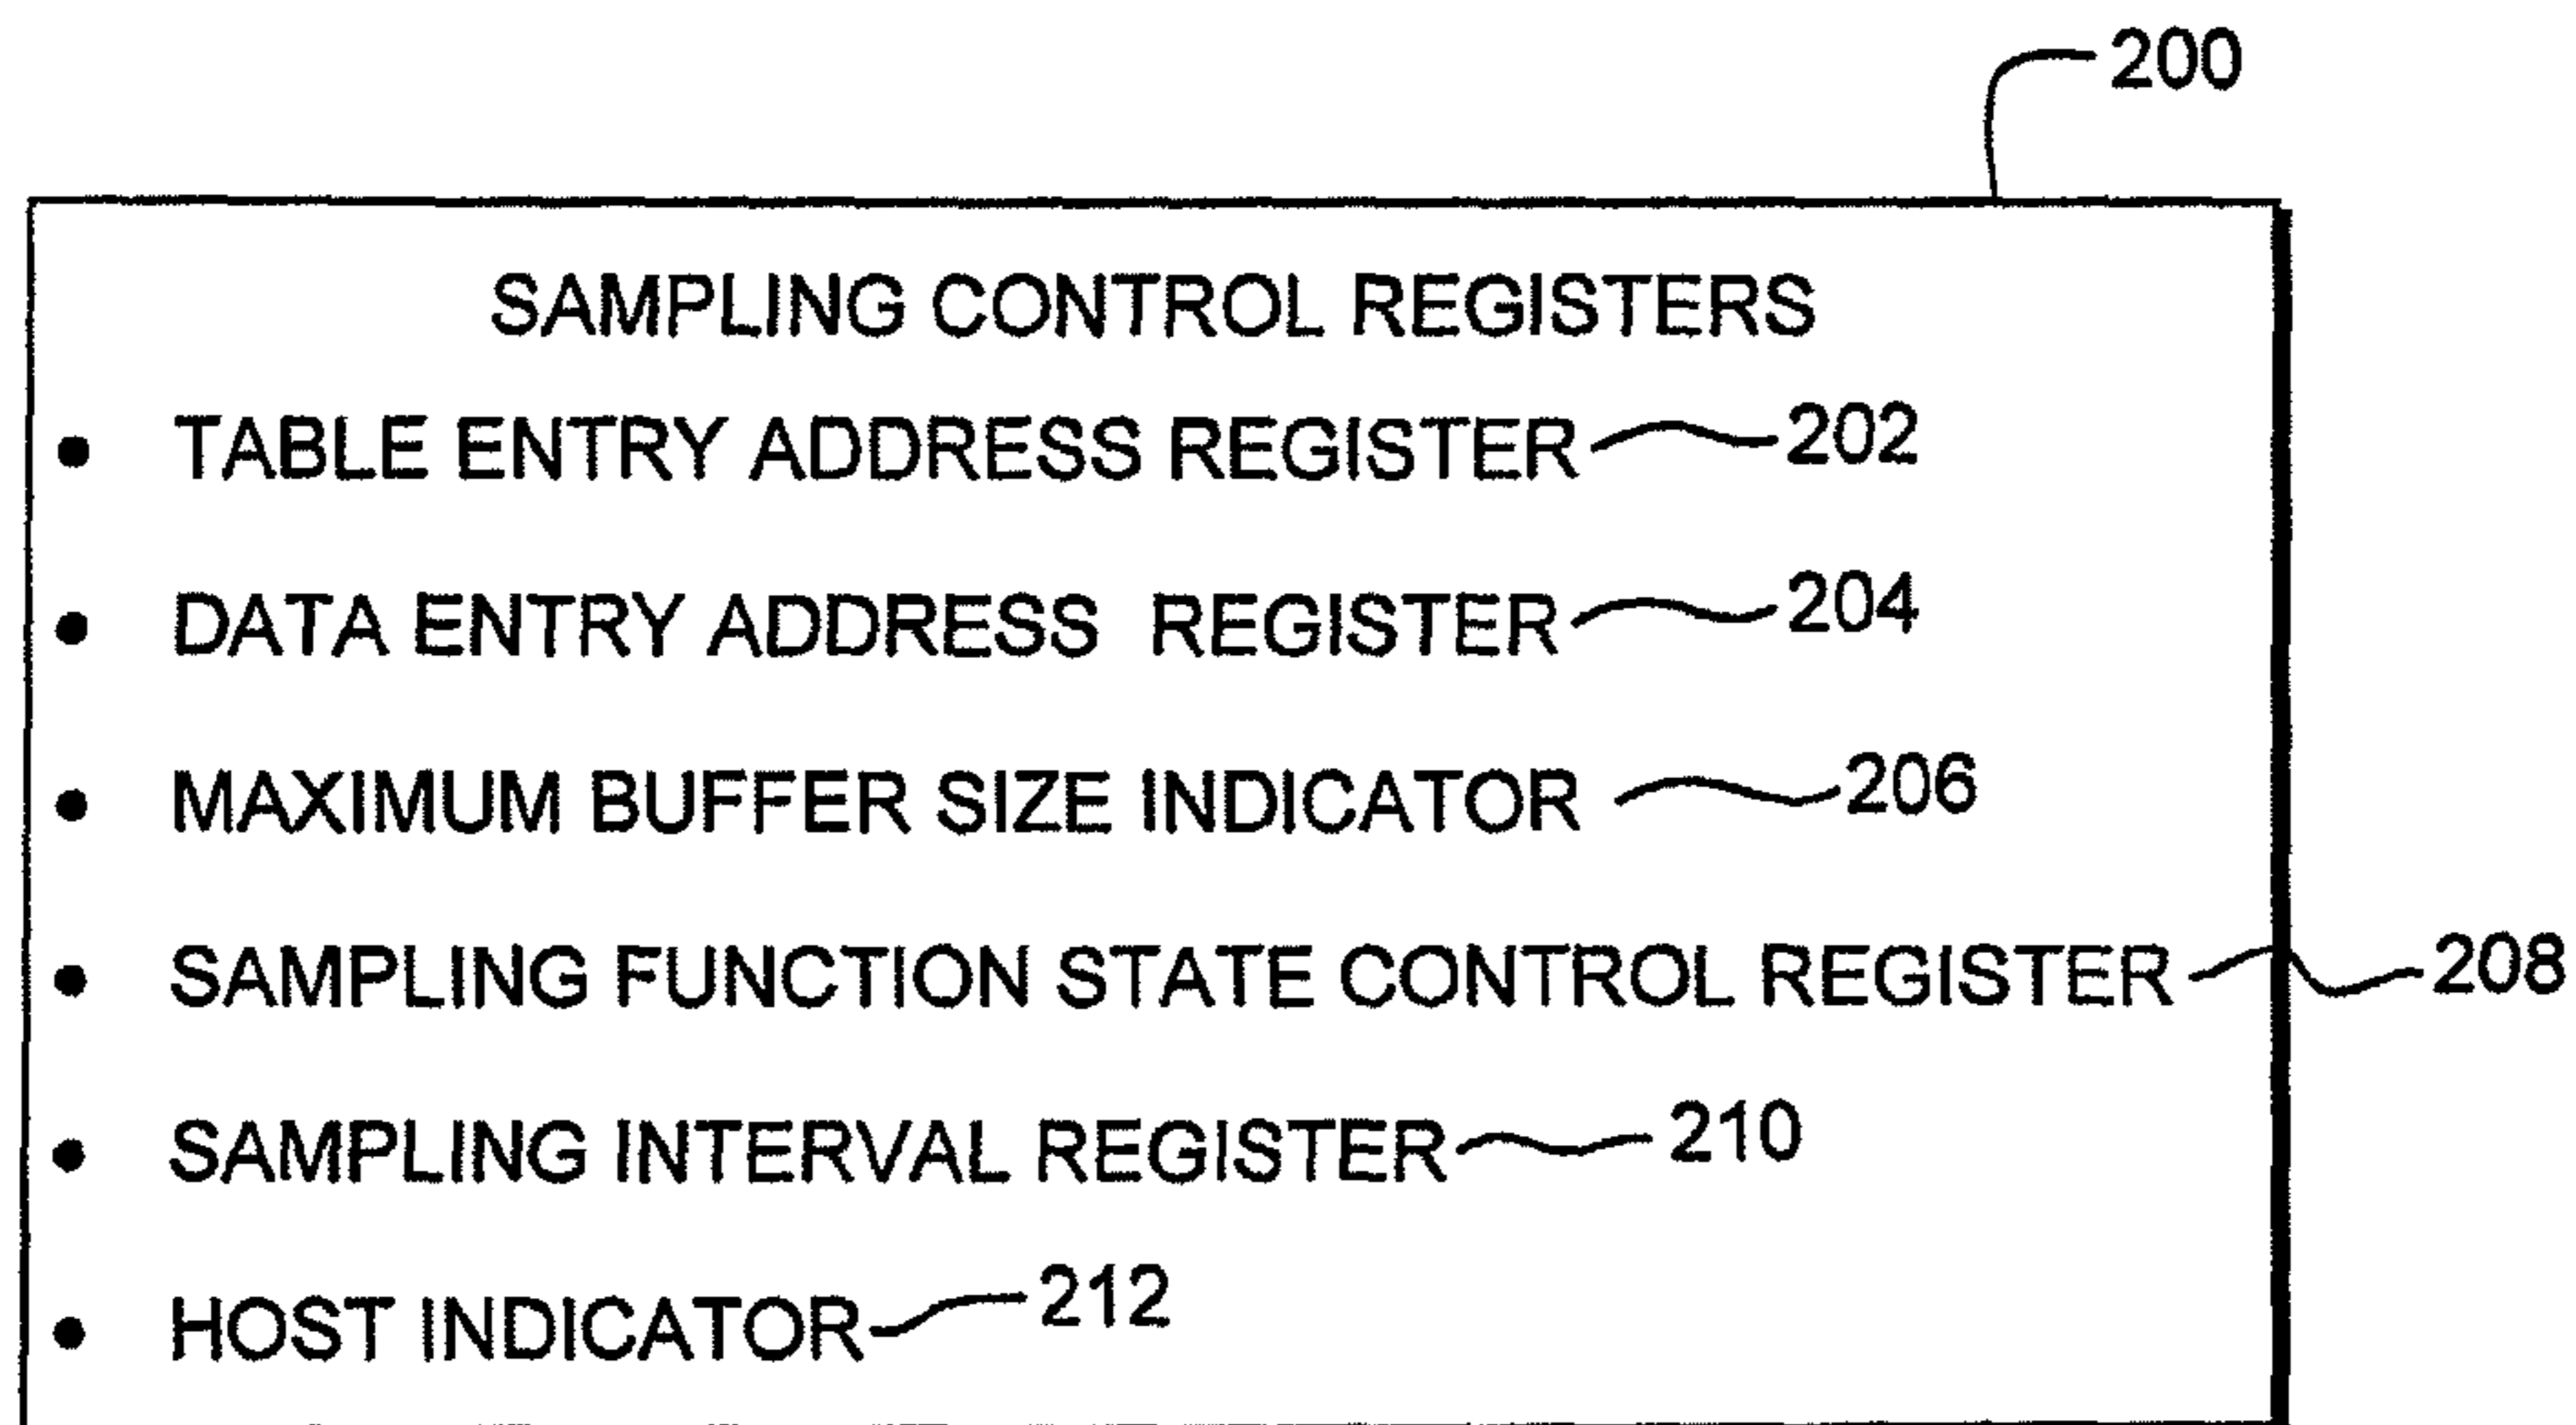 200
SAMPLING CONTROL REGISTERS
• TABLE ENTRY ADDRESS REGISTER 202
• DATA ENTRY ADDRESS REGISTER 204
• MAXIMUM BUFFER SIZE INDICATOR 206
• SAMPLING FUNCTION STATE CONTROL REGISTER 208
• SAMPLING INTERVAL REGISTER 210
• HOST INDICATOR 212